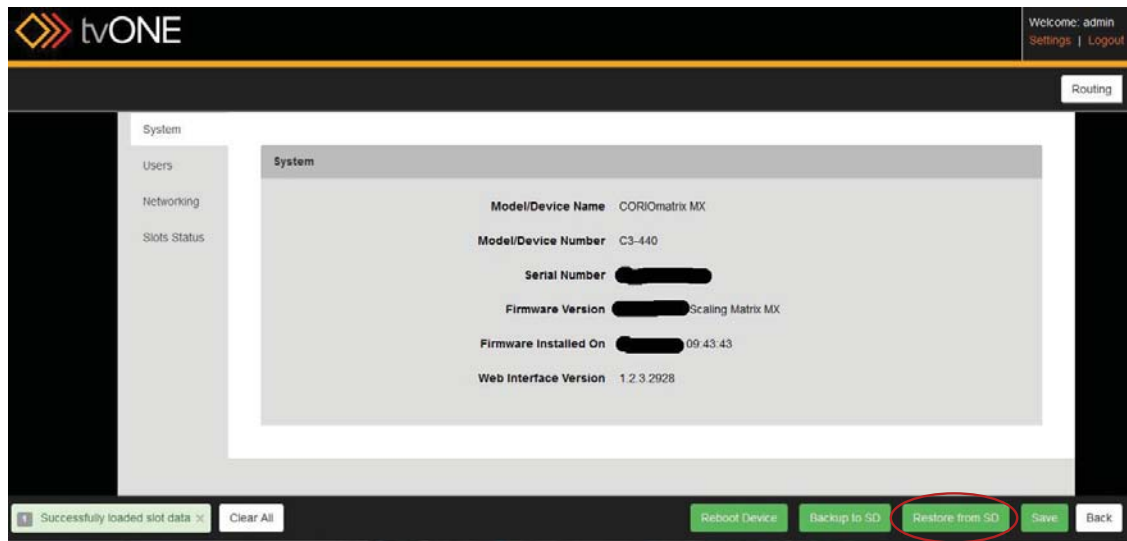 tvONE
Welcome: admin
Settings | Logout
Routing
System
Users
Networking
Slots Status
System
Model/Device Name CORIOmatrix MX
Model/Device Number C3-440
Serial Number
Firmware Version Scaling Matrix MX
Firmware Installed On 09:43:43
Web Interface Version 1.2.3.2928
1 Successfully loaded slot data × Clear All Reboot Device Backup to SD Restore from SD Save Back